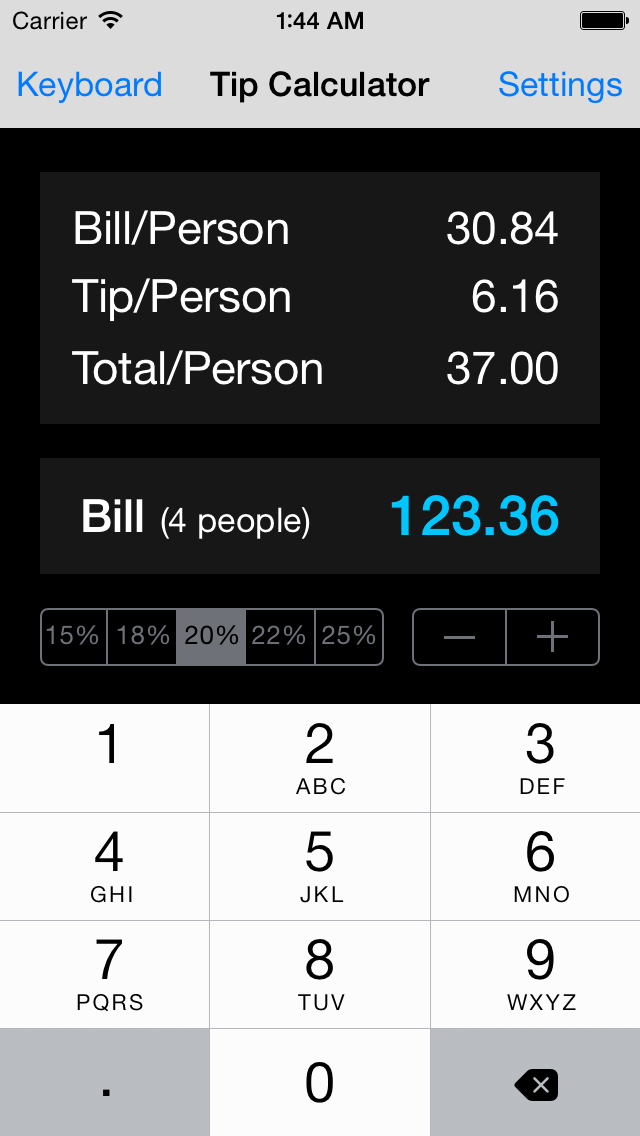 Carrier 1:44 AM
Keyboard Tip Calculator Settings
Bill/Person 30.84
Tip/Person 6.16
Total/Person 37.00
Bill (4 people) 123.36
15% 18% 20% 22% 25% — +
1 2 3
ABC DEF
4 5 6
GHI JKL MNO
7 8 9
PQRS TUV WXYZ
. 0